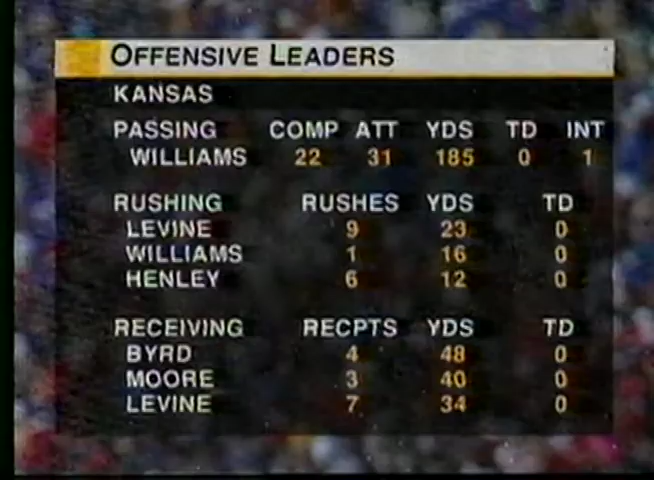 OFFENSIVE LEADERS
KANSAS
PASSING COMP ATT YDS TD INT
WILLIAMS 22 31 185 0 1
RUSHING RUSHES YDS TD
LEVINE 9 23 0
WILLIAMS 1 16 0
HENLEY 6 12 0
RECEIVING RECPTS YDS TD
BYRD 4 48 0
MOORE 3 40 0
LEVINE 7 34 0